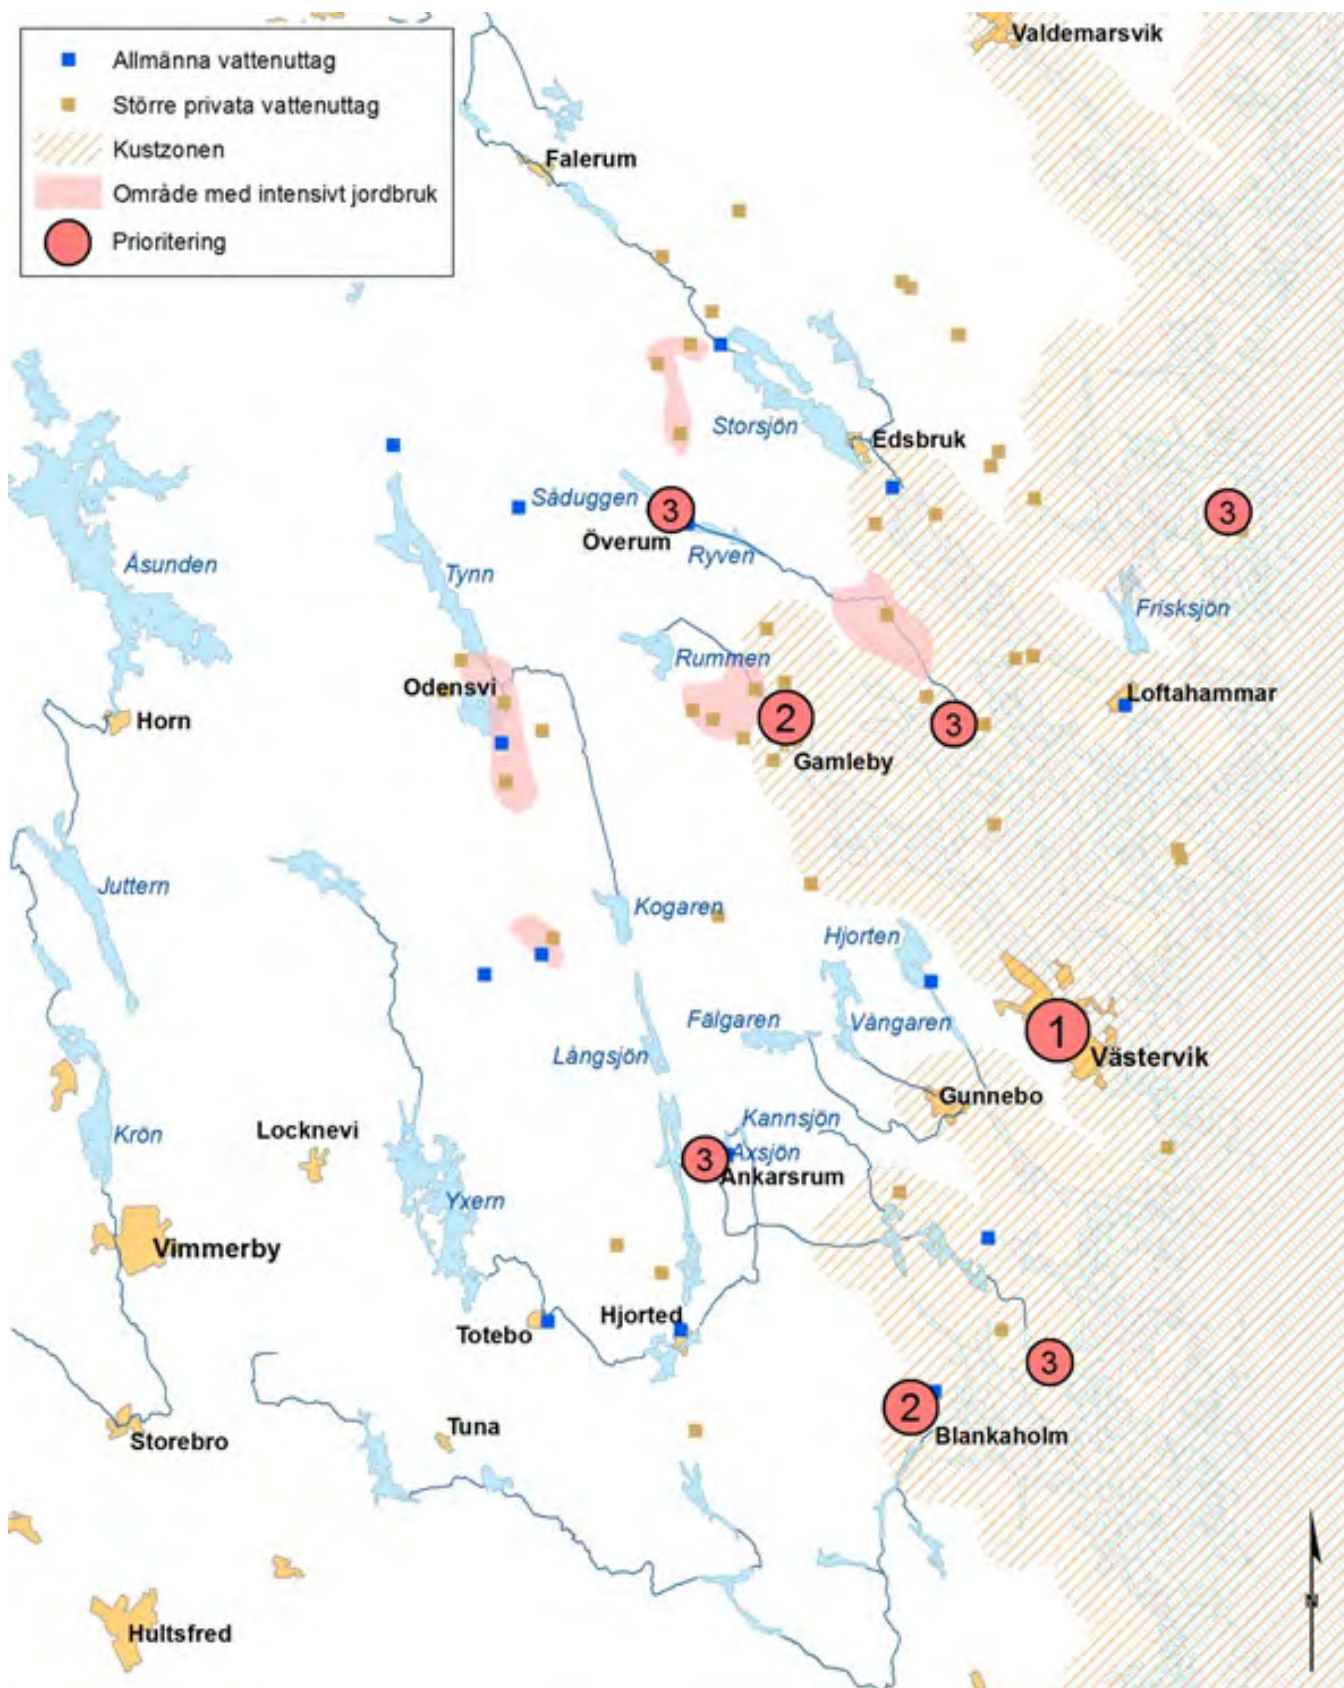 Valdemarsvik
Allmänna vattenuttag
Större privata vattenuttag
Kustzonen
Område med intensivt jordbruk
Prioritering
Falerum
Storsjön
Edsbruk
Såduggen
3
3
Överum
Ryven
Åsunden
Tynn
Frisksjön
Rummen
Odensvi
Loftahammar
Horn
2
3
Gamleby
Juttern
Kogaren
Hjorten
Fälgaren
Vångaren
1
Långsjön
Västervik
Gunnebo
Kannsjön
Locknevi
Krön
3
Axsjön
Ankarsrum
Yxern
Vimmerby
Hjorted
Totebo
3
2
Tuna
Blankaholm
Storebro
Hultsfred